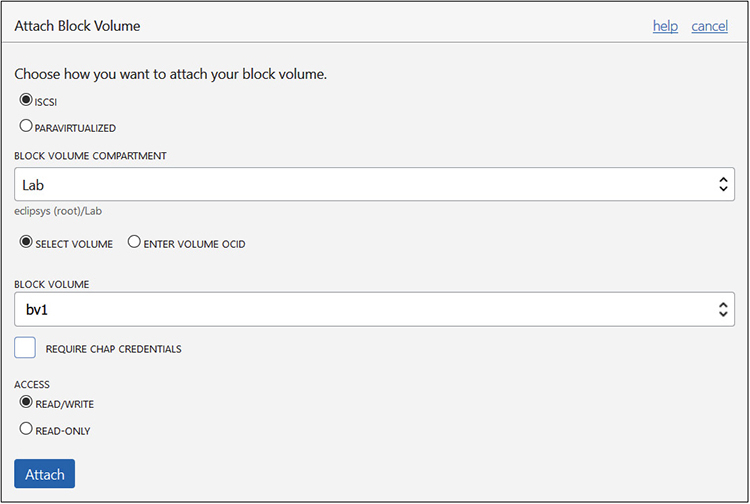 Attach Block Volume help cancel
Choose how you want to attach your block volume.
ISCSI
PARAVIRTUALIZED
BLOCK VOLUME COMPARTMENT
Lab
eclipsys (root)/Lab
SELECT VOLUME ENTER VOLUME OCID
BLOCK VOLUME
bv1
REQUIRE CHAP CREDENTIALS
ACCESS
READ/WRITE
READ-ONLY
Attach